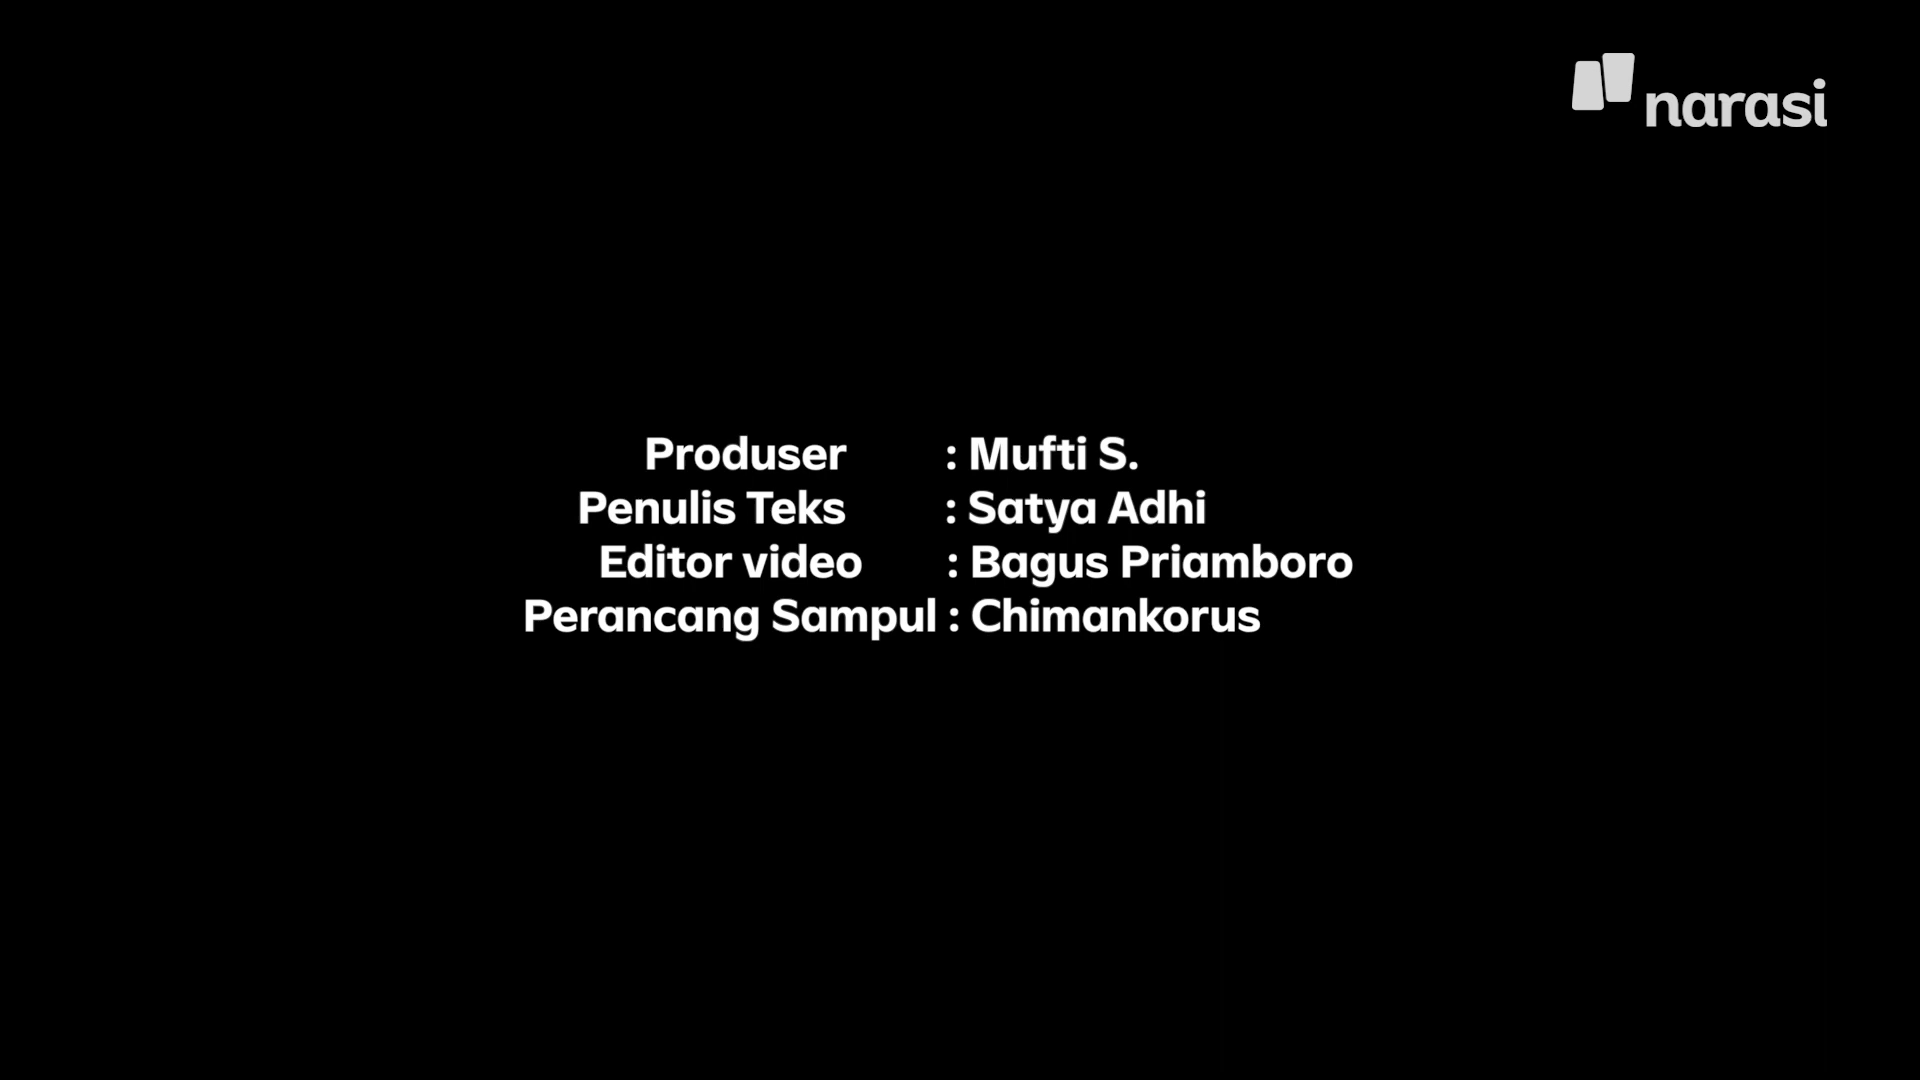 narasi
Produser : Mufti S.
Penulis Teks : Satya Adhi
Editor video : Bagus Priamboro
Perancang Sampul : Chimankorus